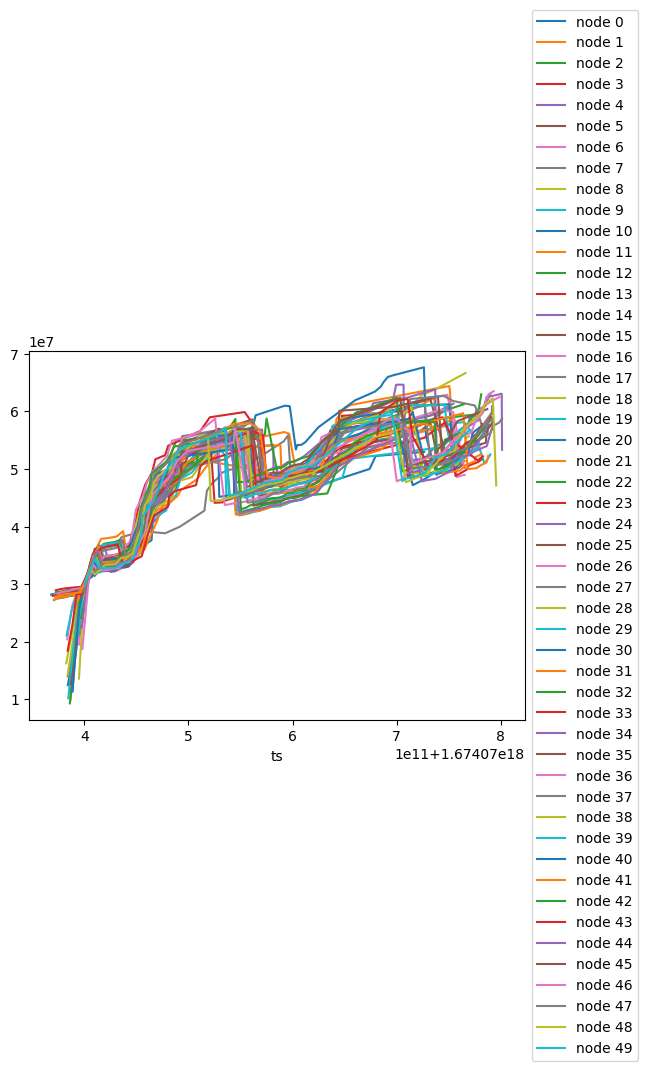 node 0
node 1
node 2
node 3
node 4
node 5
node 6
node 7
node 8
node 9
node 10
node 11
node 12
node 13
node 14
node 15
node 16
node 17
node 18
node 19
node 20
node 21
node 22
node 23
node 24
node 25
node 26
node 27
node 28
node 29
node 30
node 31
node 32
node 33
node 34
node 35
node 36
node 37
node 38
node 39
node 40
node 41
node 42
node 43
node 44
node 45
node 46
node 47
node 48
node 49
1e7
7
6
5
4
3
2
1
4 5 6 7 8
ts
1e11+1.67407e18